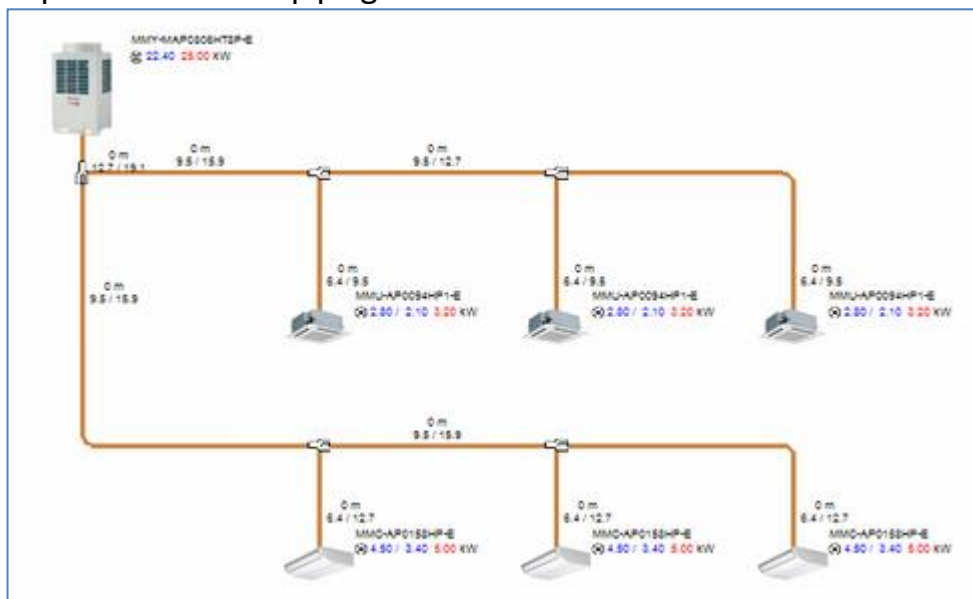 MMY-MAP0806HT8P-E
22.40 25.00 kW
0 m
12.7 / 19.1
0 m
9.5 / 15.9
0 m
9.5 / 12.7
0 m
9.5 / 15.9
0 m
6.4 / 9.5
MMU-AP0094HP1-E
2.80 / 2.10 3.20 kW
0 m
6.4 / 9.5
MMU-AP0094HP1-E
2.80 / 2.10 3.20 kW
0 m
6.4 / 9.5
MMU-AP0094HP1-E
2.80 / 2.10 3.20 kW
0 m
9.5 / 15.9
0 m
6.4 / 12.7
MMC-AP0158HP-E
4.50 / 3.40 5.00 kW
0 m
6.4 / 12.7
MMC-AP0158HP-E
4.50 / 3.40 5.00 kW
0 m
6.4 / 12.7
MMC-AP0158HP-E
4.50 / 3.40 5.00 kW